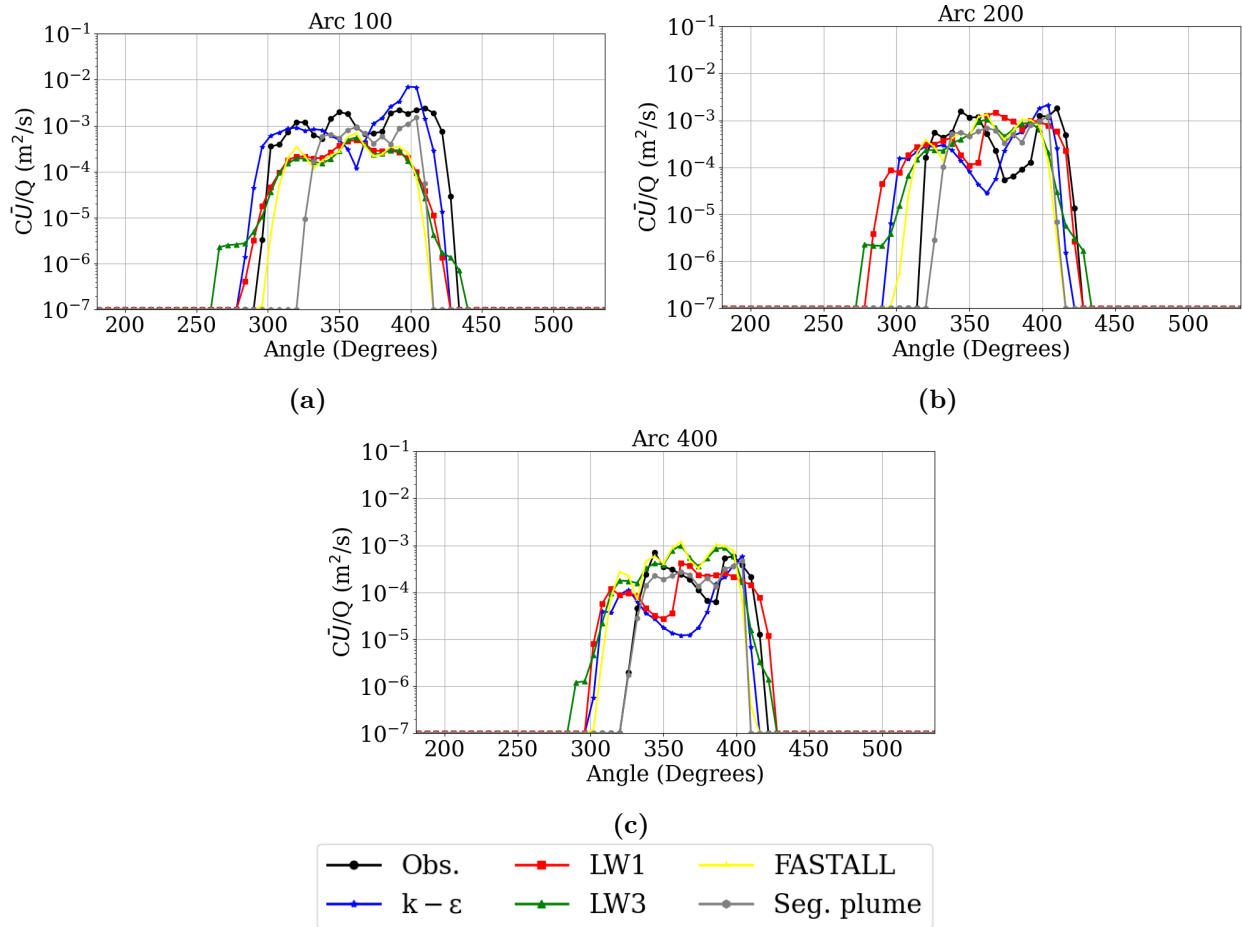 Arc 100
10⁻¹
10⁻²
10⁻³
10⁻⁴
10⁻⁵
10⁻⁶
10⁻⁷
CŪ/Q (m²/s)
200 250 300 350 400 450 500
Angle (Degrees)
(a)
Arc 200
10⁻¹
10⁻²
10⁻³
10⁻⁴
10⁻⁵
10⁻⁶
10⁻⁷
CŪ/Q (m²/s)
200 250 300 350 400 450 500
Angle (Degrees)
(b)
Arc 400
10⁻¹
10⁻²
10⁻³
10⁻⁴
10⁻⁵
10⁻⁶
10⁻⁷
CŪ/Q (m²/s)
200 250 300 350 400 450 500
Angle (Degrees)
(c)
Obs. LW1 FASTALL
k − ε LW3 Seg. plume